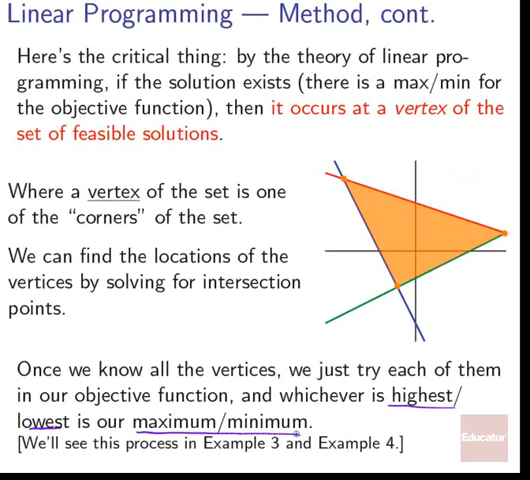 Linear Programming — Method, cont.
Here's the critical thing: by the theory of linear pro-
gramming, if the solution exists (there is a max/min for
the objective function), then it occurs at a vertex of the
set of feasible solutions.
Where a vertex of the set is one
of the “corners” of the set.
We can find the locations of the
vertices by solving for intersection
points.
Once we know all the vertices, we just try each of them
in our objective function, and whichever is highest/
lowest is our maximum/minimum.
[We'll see this process in Example 3 and Example 4.]
Educator